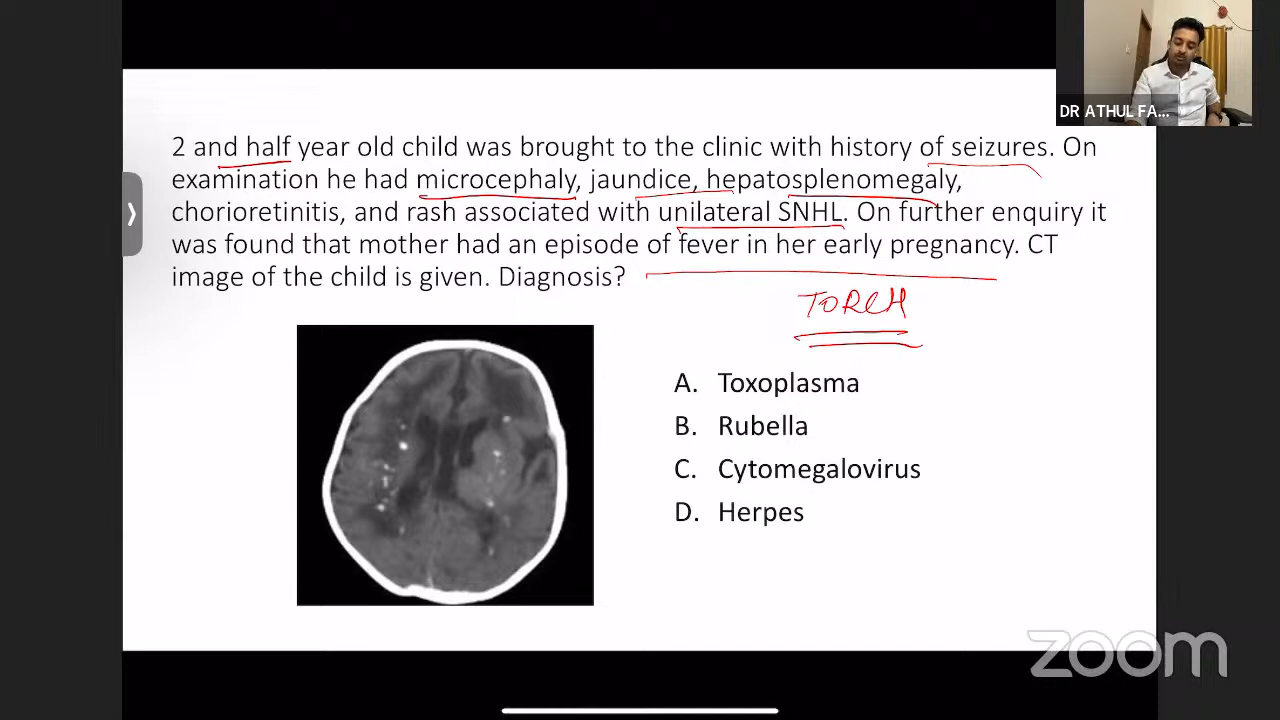 DR ATHUL FA...
2 and half year old child was brought to the clinic with history of seizures. On
examination he had microcephaly, jaundice, hepatosplenomegaly,
chorioretinitis, and rash associated with unilateral SNHL. On further enquiry it
was found that mother had an episode of fever in her early pregnancy. CT
image of the child is given. Diagnosis?
TORCH
A. Toxoplasma
B. Rubella
C. Cytomegalovirus
D. Herpes
zoom